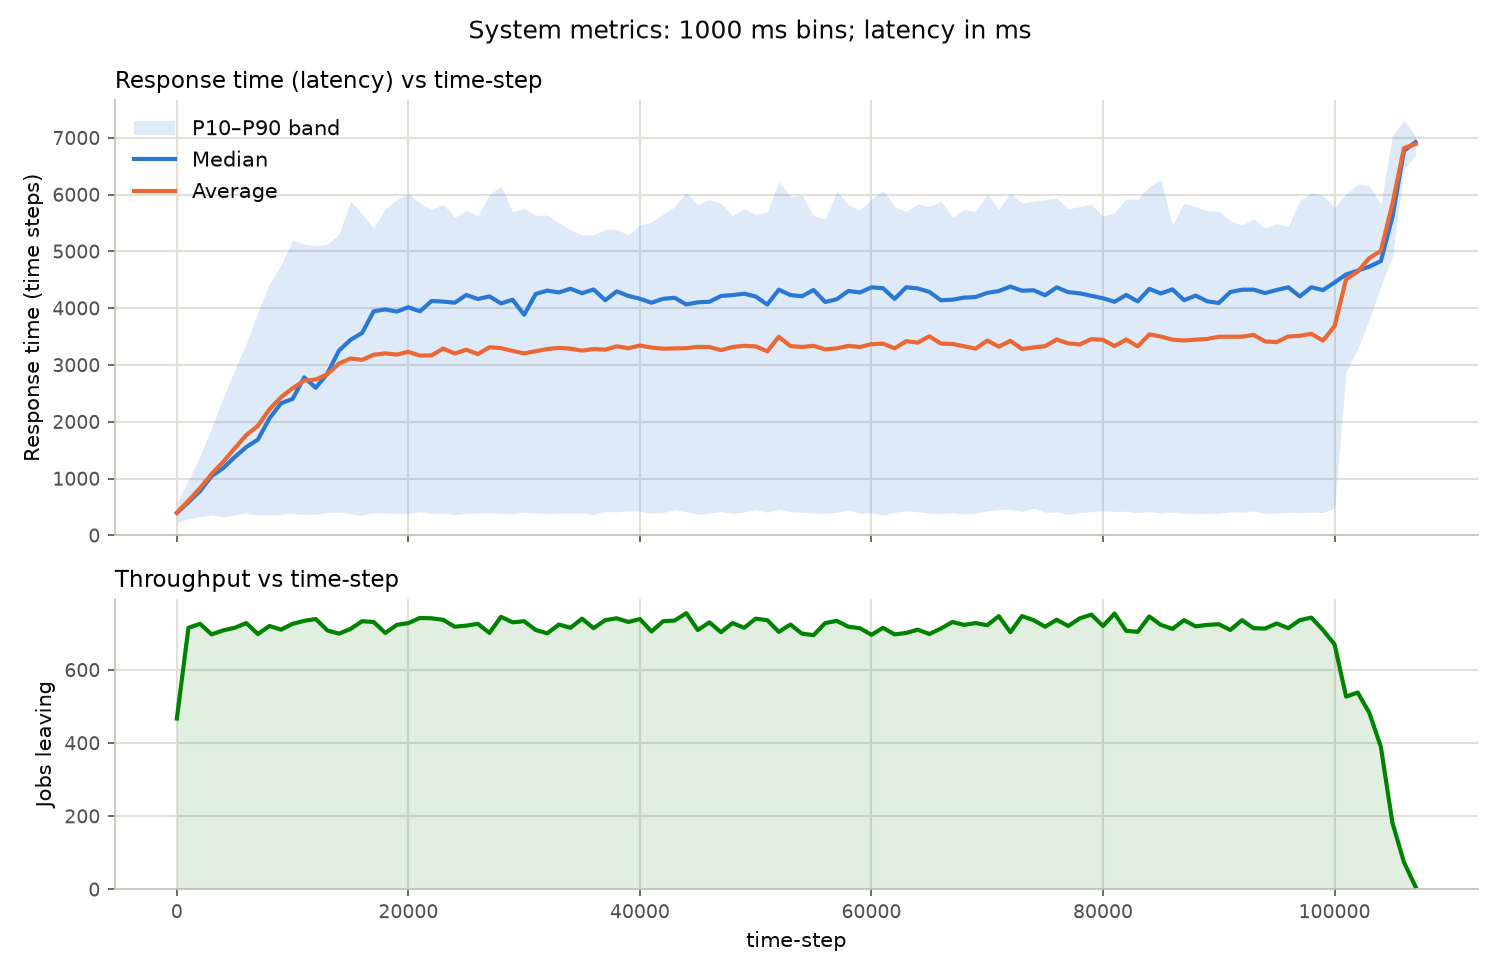 System metrics: 1000 ms bins; latency in ms
Response time (latency) vs time-step
P10–P90 band
Median
Average
Response time (time steps)
7000
6000
5000
4000
3000
2000
1000
0
Throughput vs time-step
Jobs leaving
600
400
200
0
0
20000
40000
60000
80000
100000
time-step